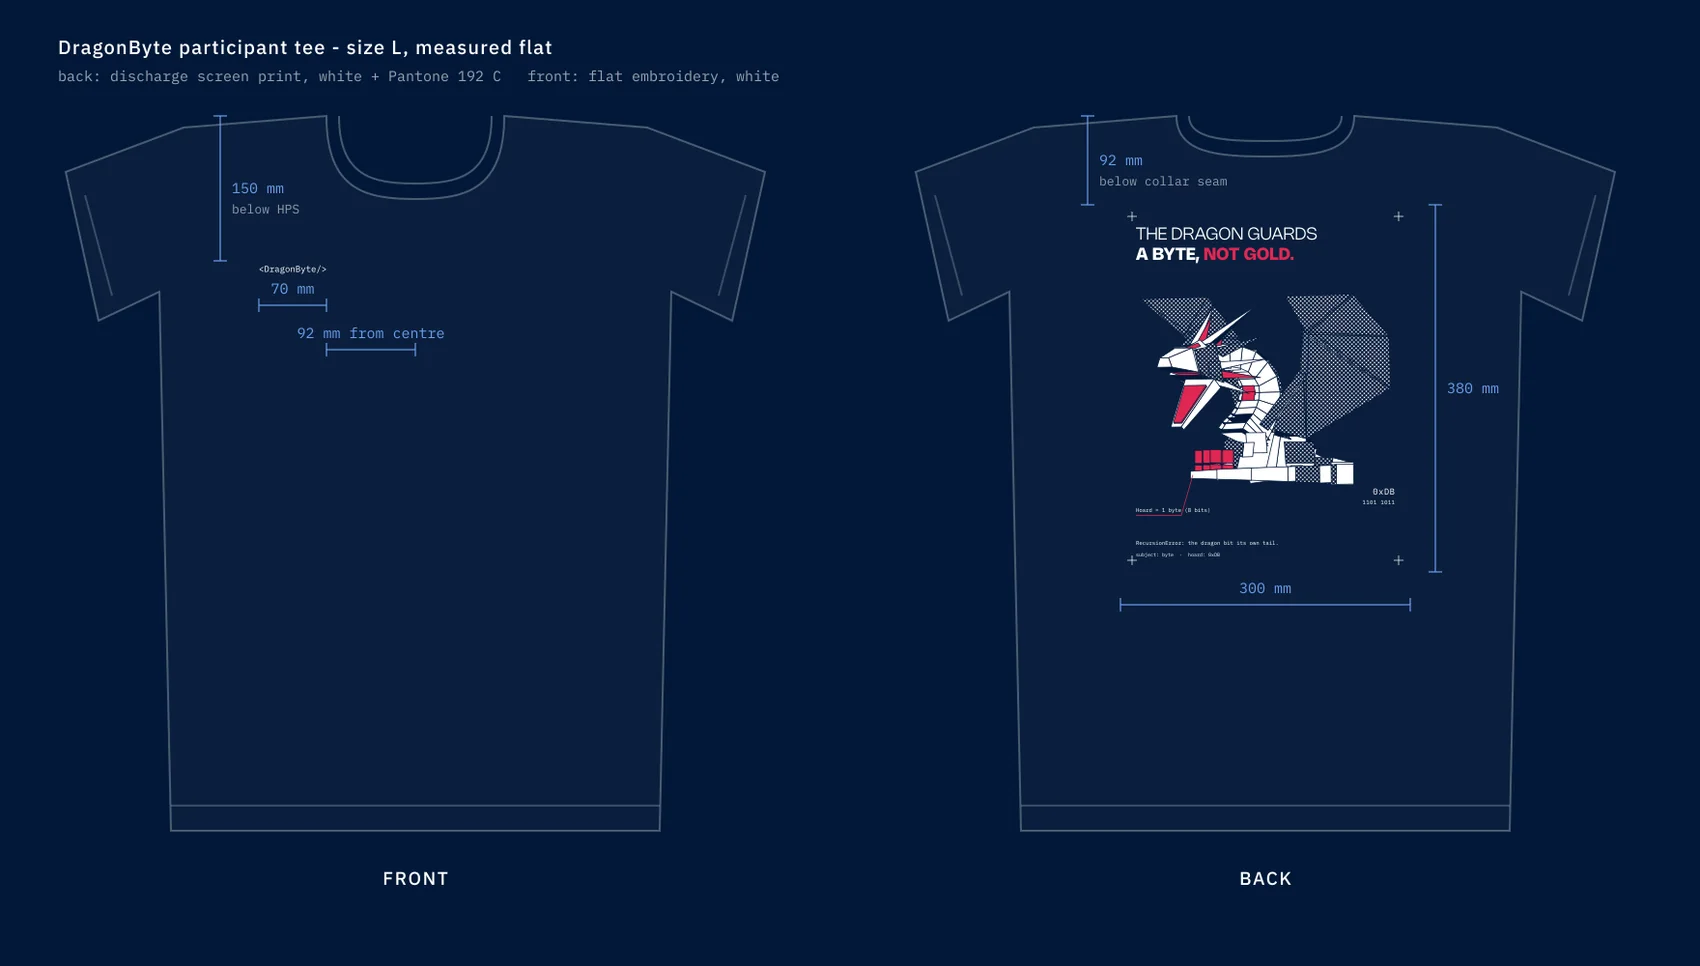 DragonByte participant tee - size L, measured flat
back: discharge screen print, white + Pantone 192 C   front: flat embroidery, white
150 mm
below HPS
<DragonByte/>
70 mm
92 mm from centre
FRONT
92 mm
below collar seam
THE DRAGON GUARDS
A BYTE, NOT GOLD.
380 mm
0xDB
1101 1011
Hoard = 1 byte (8 bits)
RecursionError: the dragon bit its own tail.
subject: byte - hoard: 0xDB
300 mm
BACK